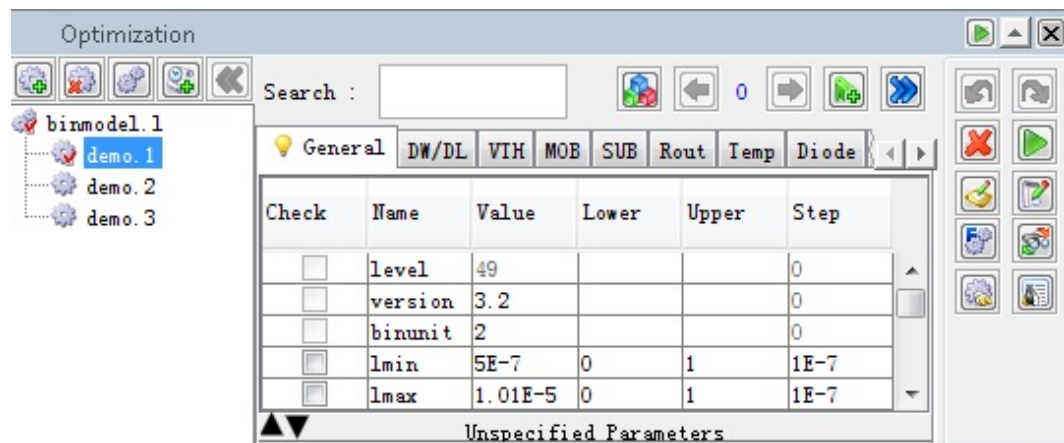 Optimization
Search :
0
binmodel.1
demo.1
demo.2
demo.3
General DW/DL VTH MOB SUB Rout Temp Diode
Check Name Value Lower Upper Step
level 49 0
version 3.2 0
binunit 2 0
lmin 5E-7 0 1 1E-7
lmax 1.01E-5 0 1 1E-7
Unspecified Parameters